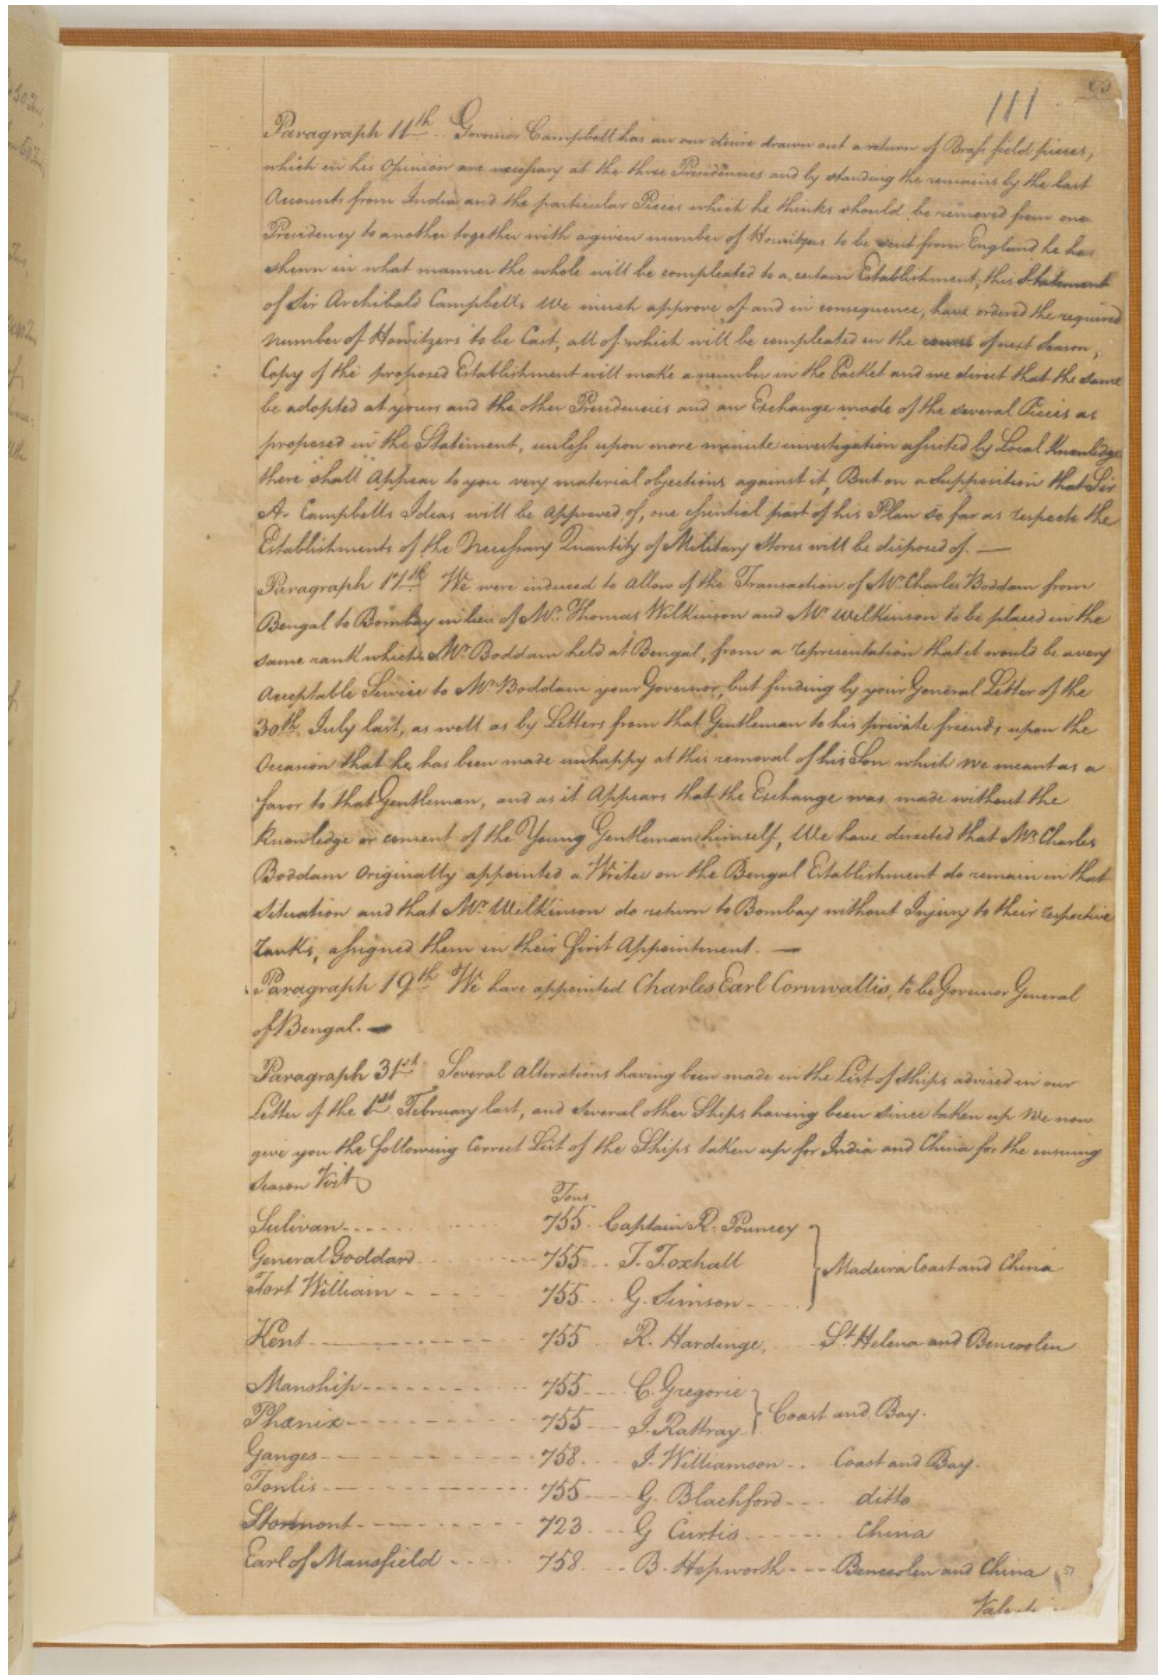 111
Paragraph 11th Governor Campbell has an our desire drawn out a return of Brass field pieces,
which in his Opinion are necessary at the three Presidencies and by standing the remains by the last
Accounts from India and the particular Pieces which he thinks should be removed from one
Presidency to another together with a given number of Howitzers to be sent from England he has
shewn in what manner the whole will be compleated to a certain Establishment, this Statement
of Sir Archibald Campbells We much approve of and in consequence, have ordered the required
number of Howitzers to be Cast, all of which will be compleated in the course of next Season,
Copy of the proposed Establishment will make a number in the Packet and we direct that the same
be adopted at yours and the other Presidencies and an Exchange made of the several Pieces as
proposed in the Statement, unless upon more minute investigation assisted by Local Knowledge
there shall Appear to you very material objections against it, But on a Supposition that Sir
A. Campbells Ideas will be Approved of, one essential part of his Plan so far as respects the
Establishments of the Necessary Quantity of Military Stores will be disposed of. —
Paragraph 17th We were induced to allow of the Transaction of Mr. Charles Boddam from
Bengal to Bombay in lieu of Mr. Thomas Wilkinson and Mr Wilkinson to be placed in the
same rank which Mr. Boddam held at Bengal, from a representation that it would be a very
Acceptable Service to Mr. Boddam your Governor, but finding by your General Letter of the
30th. July last, as well as by Letters from that Gentleman to his private friends, upon the
Occasion that he has been made unhappy at this removal of his Son which we meant as a
favor to that Gentleman, and as it Appears that the Exchange was made without the
knowledge or consent of the Young Gentleman himself, We have directed that Mr. Charles
Boddam Originally appointed a Writer on the Bengal Establishment do remain in that
situation and that Mr. Wilkinson do return to Bombay without Injury to their respective
ranks, assigned them in their first Appointment. —
Paragraph 19th We have appointed Charles Earl Cornwallis, to be Governor General
of Bengal. —
Paragraph 31st Several Alterations having been made in the List of Ships advised in our
Letter of the 1st February last, and several other Ships having been since taken up We now
give you the following Correct List of the Ships taken up for India and China for the ensuing
Season Vizt
Tons
Sulivan 755 Captain R. Pouncey
General Goddard 755 T. Foxhall Madeira Coast and China
Fort William 755 G. Simson
Kent 755 R. Hardinge, St. Helena and Bencoolen
Manship 755 C. Gregorie
Phœnix 755 J. Rattray Coast and Bay.
Ganges 758 J. Williamson Coast and Bay.
Fonlis 755 G. Blachford ditto
Stormont 723 G Curtis China
Earl of Mansfield 758 B. Hepworth Bencoolen and China